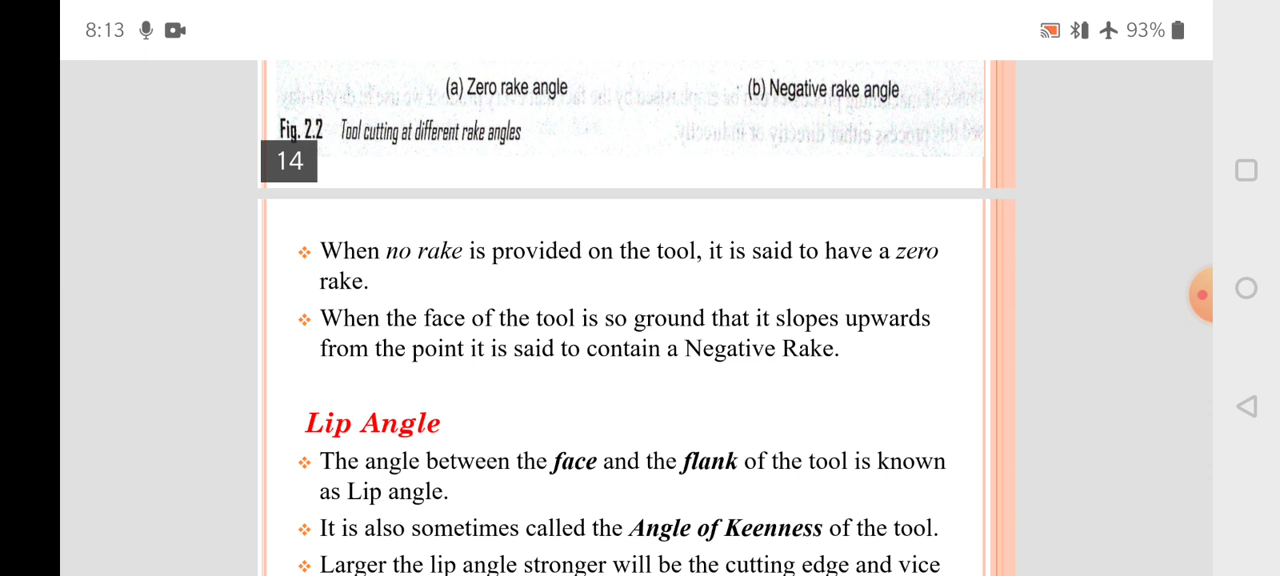 8:13
93%
(a) Zero rake angle (b) Negative rake angle
Fig. 2.2 Tool cutting at different rake angles
14
When no rake is provided on the tool, it is said to have a zero
rake.
When the face of the tool is so ground that it slopes upwards
from the point it is said to contain a Negative Rake.
Lip Angle
The angle between the face and the flank of the tool is known
as Lip angle.
It is also sometimes called the Angle of Keenness of the tool.
Larger the lip angle stronger will be the cutting edge and vice